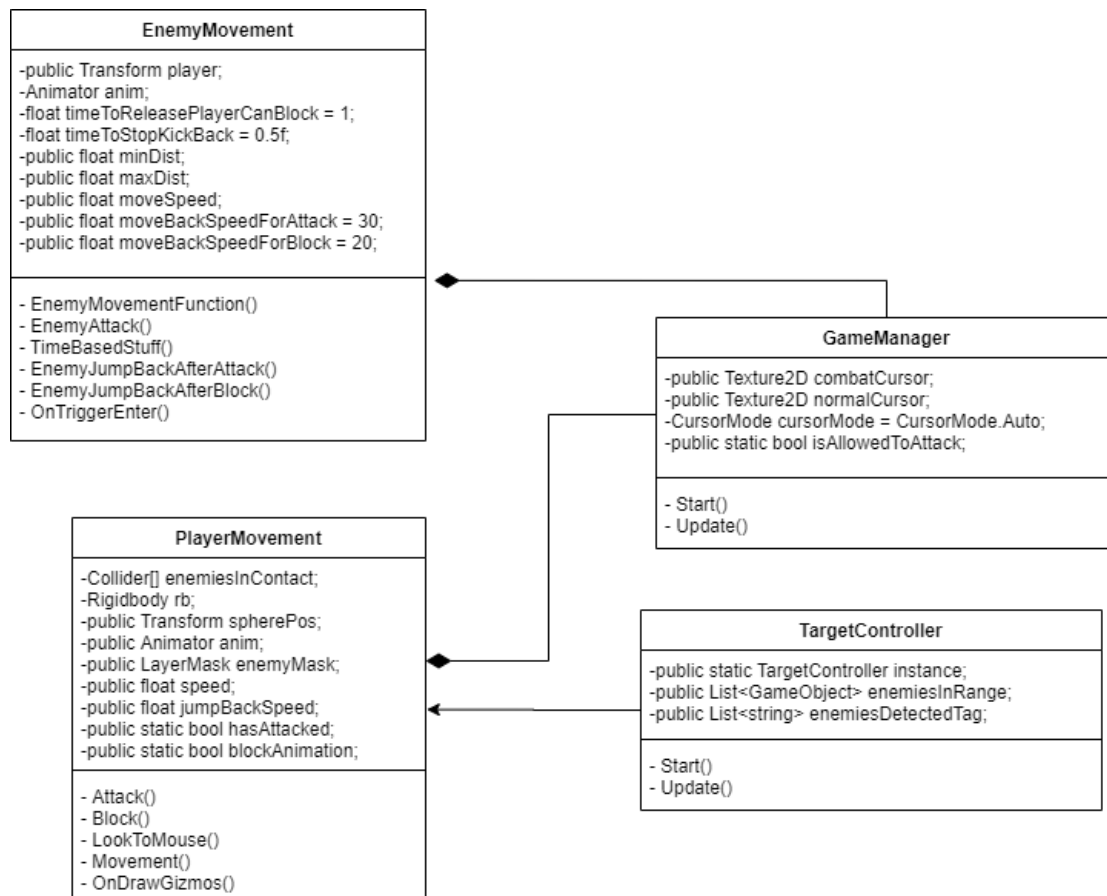 EnemyMovement
-public Transform player;
-Animator anim;
-float timeToReleasePlayerCanBlock = 1;
-float timeToStopKickBack = 0.5f;
-public float minDist;
-public float maxDist;
-public float moveSpeed;
-public float moveBackSpeedForAttack = 30;
-public float moveBackSpeedForBlock = 20;
- EnemyMovementFunction()
- EnemyAttack()
- TimeBasedStuff()
- EnemyJumpBackAfterAttack()
- EnemyJumpBackAfterBlock()
- OnTriggerEnter()
GameManager
-public Texture2D combatCursor;
-public Texture2D normalCursor;
-CursorMode cursorMode = CursorMode.Auto;
-public static bool isAllowedToAttack;
- Start()
- Update()
PlayerMovement
-Collider[] enemiesInContact;
-Rigidbody rb;
-public Transform spherePos;
-public Animator anim;
-public LayerMask enemyMask;
-public float speed;
-public float jumpBackSpeed;
-public static bool hasAttacked;
-public static bool blockAnimation;
- Attack()
- Block()
- LookToMouse()
- Movement()
- OnDrawGizmos()
TargetController
-public static TargetController instance;
-public List<GameObject> enemiesInRange;
-public List<string> enemiesDetectedTag;
- Start()
- Update()